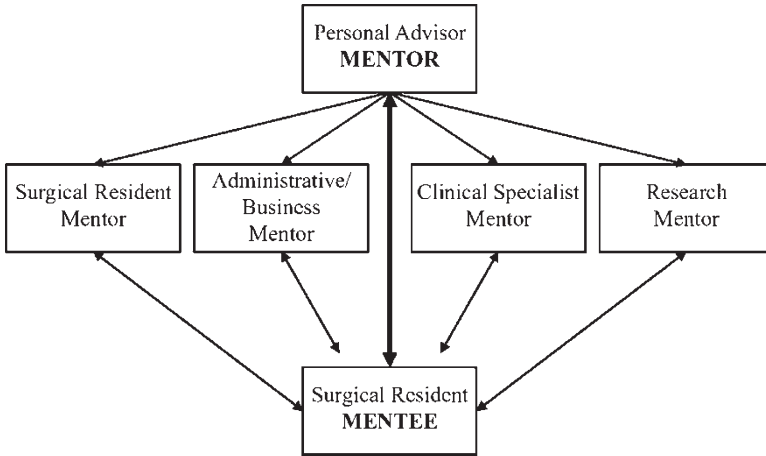 Personal Advisor
MENTOR
Surgical Resident
Mentor
Administrative/
Business
Mentor
Clinical Specialist
Mentor
Research
Mentor
Surgical Resident
MENTEE